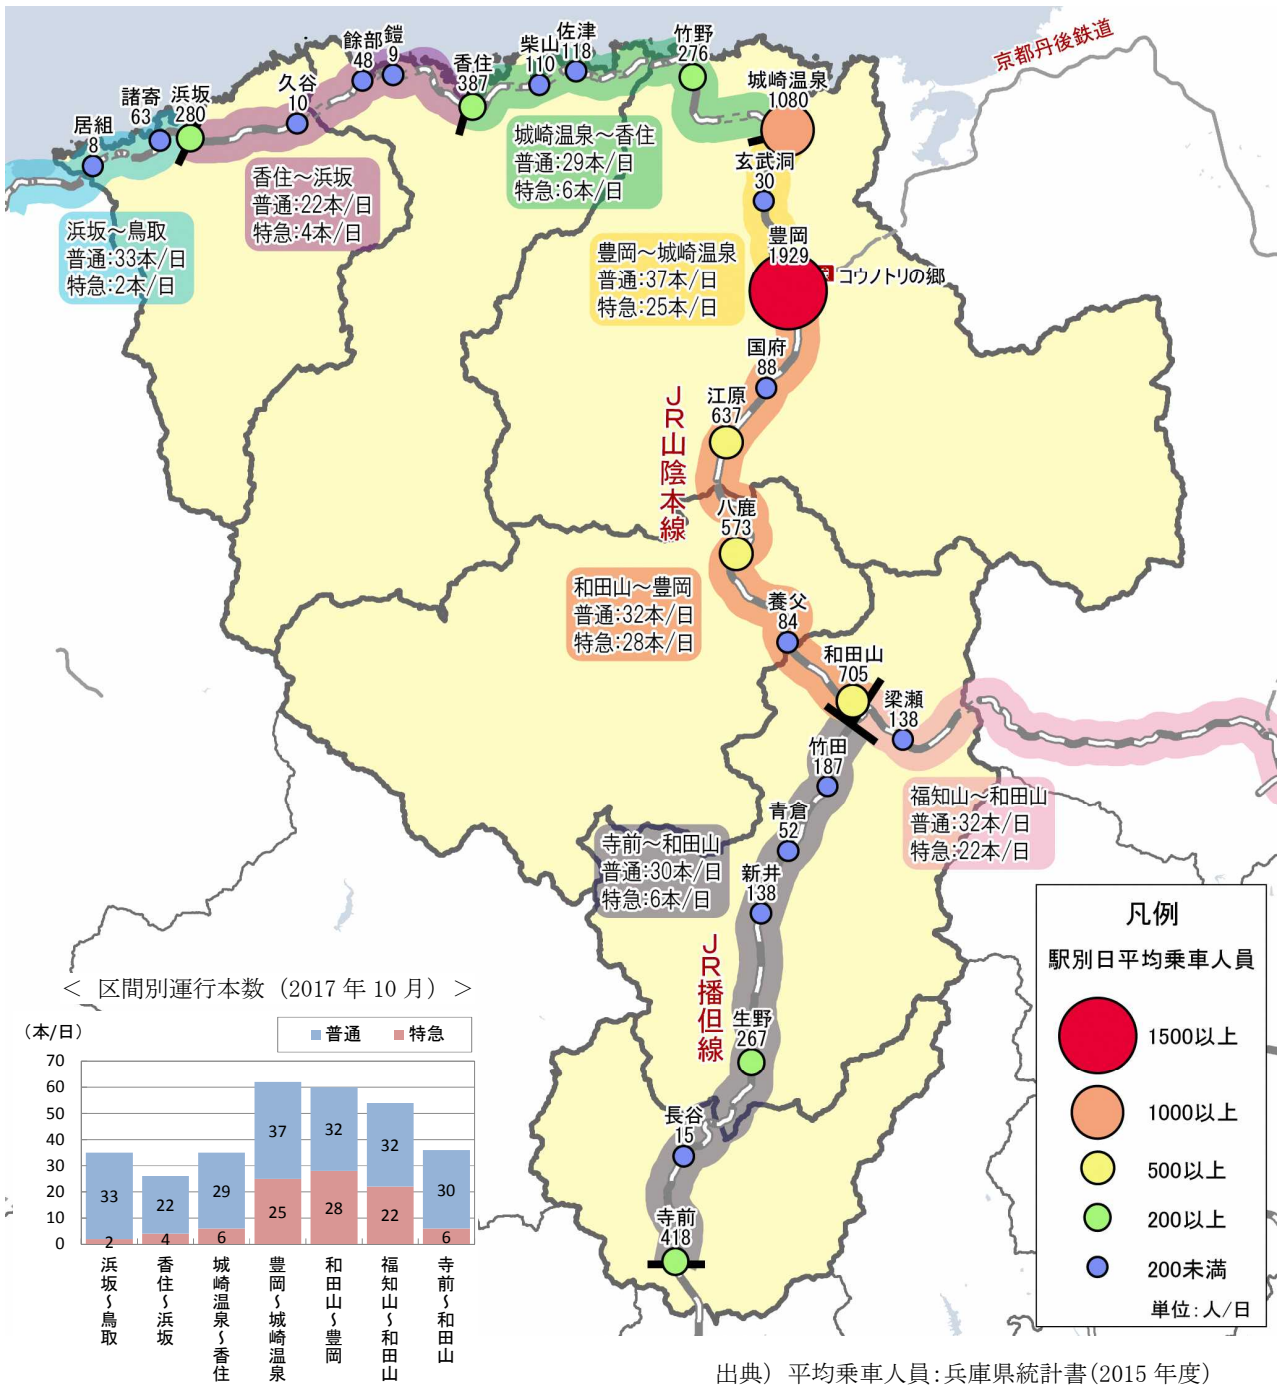 京都丹後鉄道
居組
8
諸寄
63
浜坂
280
久谷
10
餘部
48
鎧
9
香住
387
柴山
110
佐津
118
竹野
276
城崎温泉
1080
玄武洞
30
豊岡
1929
コウノトリの郷
国府
88
江原
637
八鹿
573
養父
84
和田山
705
梁瀬
138
竹田
187
青倉
52
新井
138
生野
267
長谷
15
寺前
418
浜坂～鳥取
普通:33本/日
特急:2本/日
香住～浜坂
普通:22本/日
特急:4本/日
城崎温泉～香住
普通:29本/日
特急:6本/日
豊岡～城崎温泉
普通:37本/日
特急:25本/日
和田山～豊岡
普通:32本/日
特急:28本/日
福知山～和田山
普通:32本/日
特急:22本/日
寺前～和田山
普通:30本/日
特急:6本/日
JR山陰本線
JR播但線
＜ 区間別運行本数（2017 年 10 月）＞
（本/日）
普通 特急
70
60
50
40
30
20
10
0
33 22 29 37 32 32 30
2 4 6 25 28 22 6
浜坂～鳥取
香住～浜坂
城崎温泉～香住
豊岡～城崎温泉
和田山～豊岡
福知山～和田山
寺前～和田山
凡例
駅別日平均乗車人員
1500以上
1000以上
500以上
200以上
200未満
単位:人/日
出典）平均乗車人員:兵庫県統計書(2015 年度)